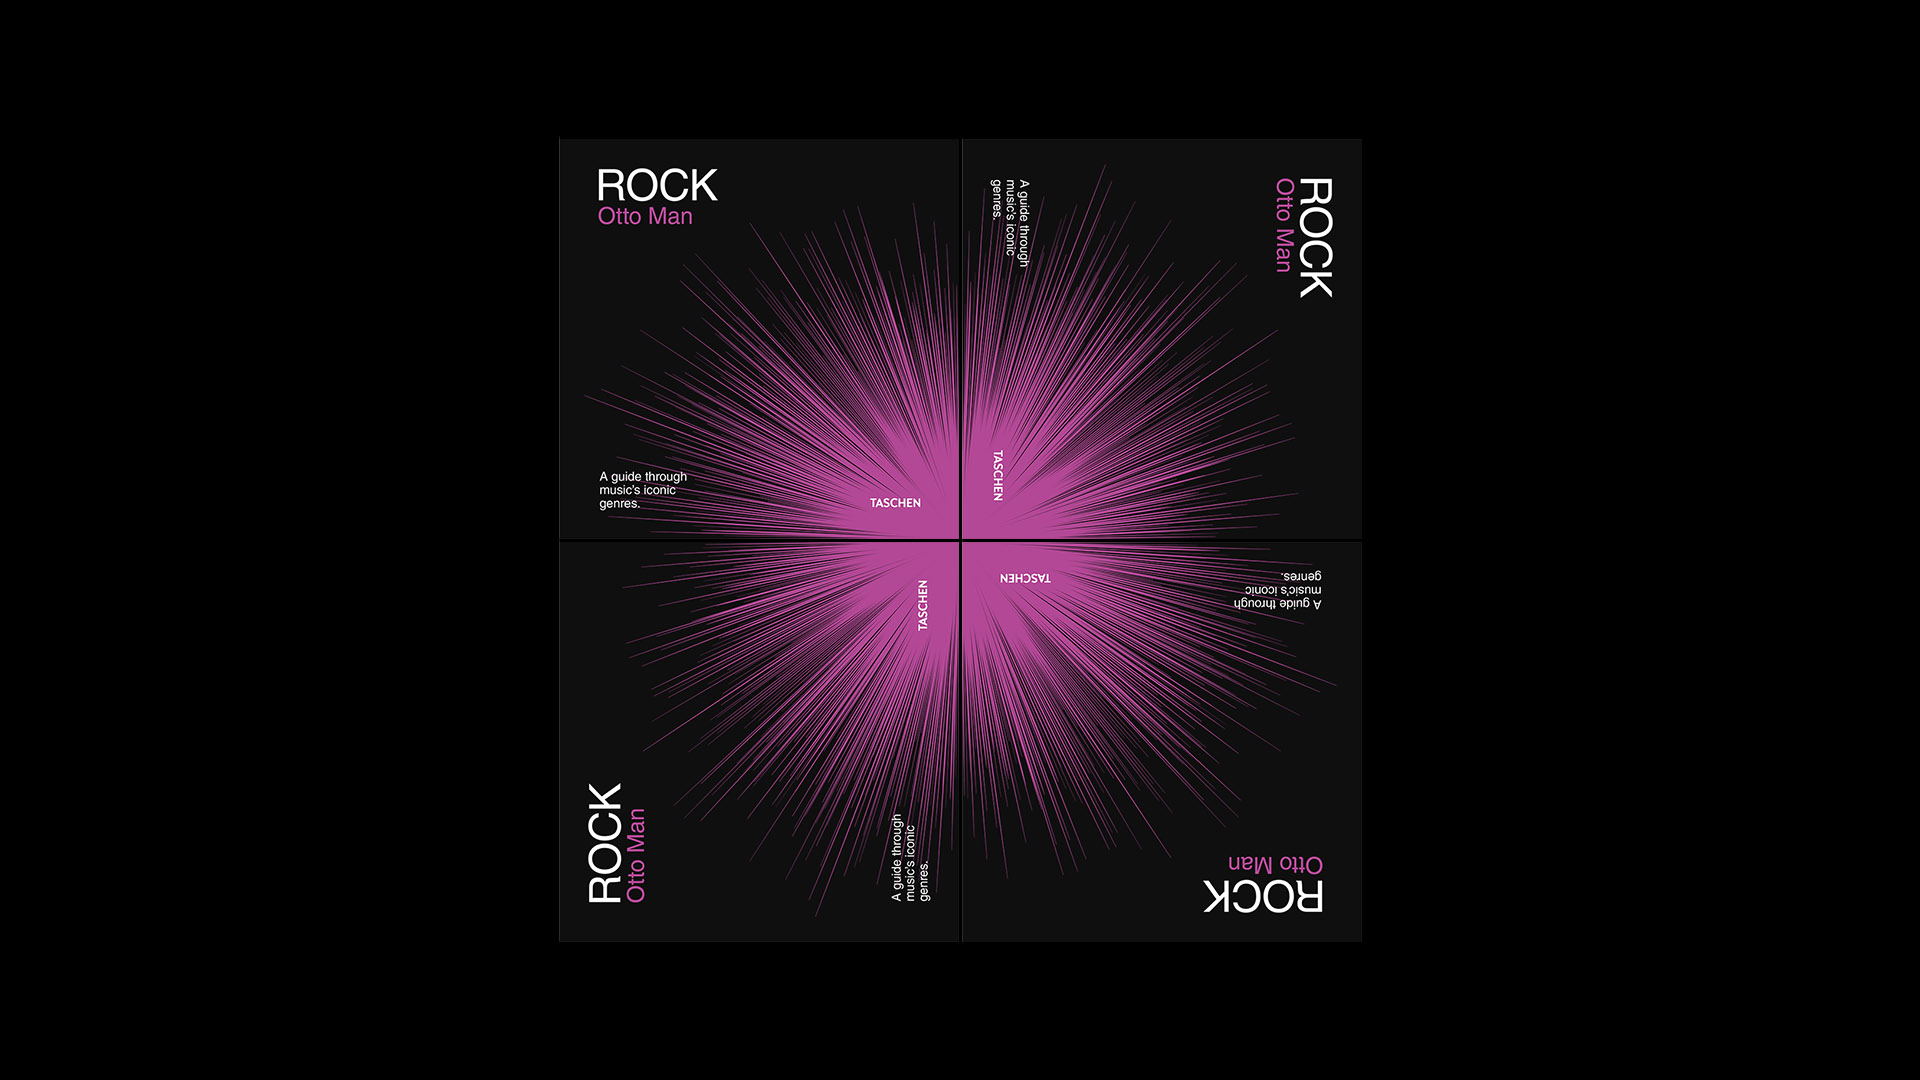 ROCK
Otto Man
A guide through
music's iconic
genres.
TASCHEN
ROCK
Otto Man
A guide through
music's iconic
genres.
TASCHEN
ROCK
Otto Man
A guide through
music's iconic
genres.
TASCHEN
ROCK
Otto Man
A guide through
music's iconic
genres.
TASCHEN